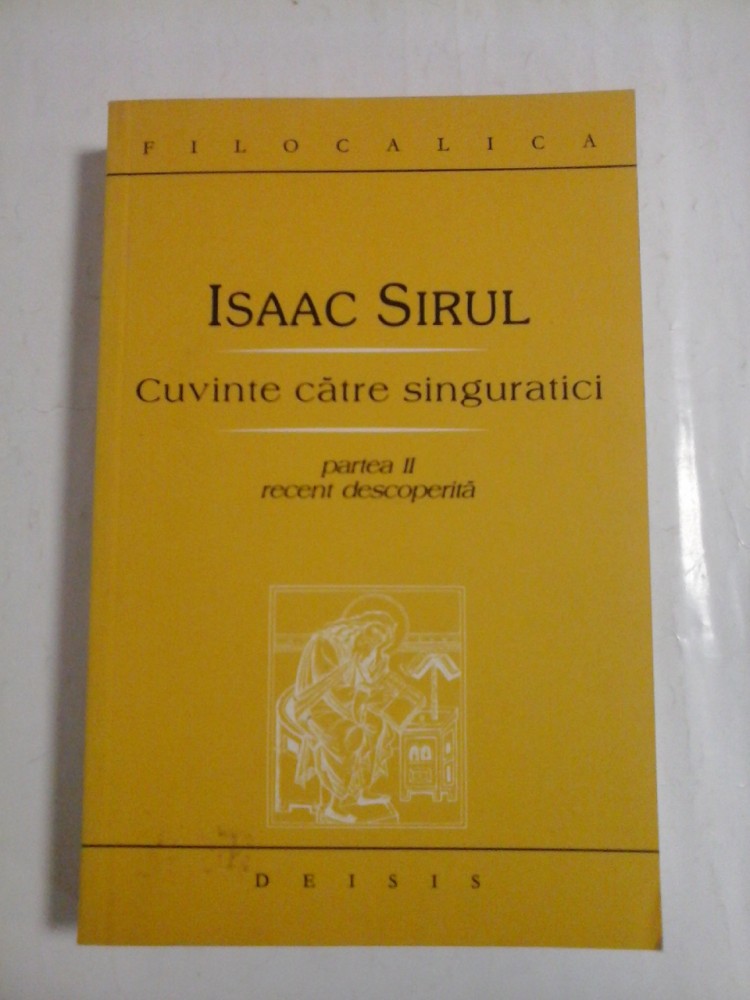 FILOCALICA
ISAAC SIRUL
Cuvinte către singuratici
partea II
recent descoperită
DEISIS